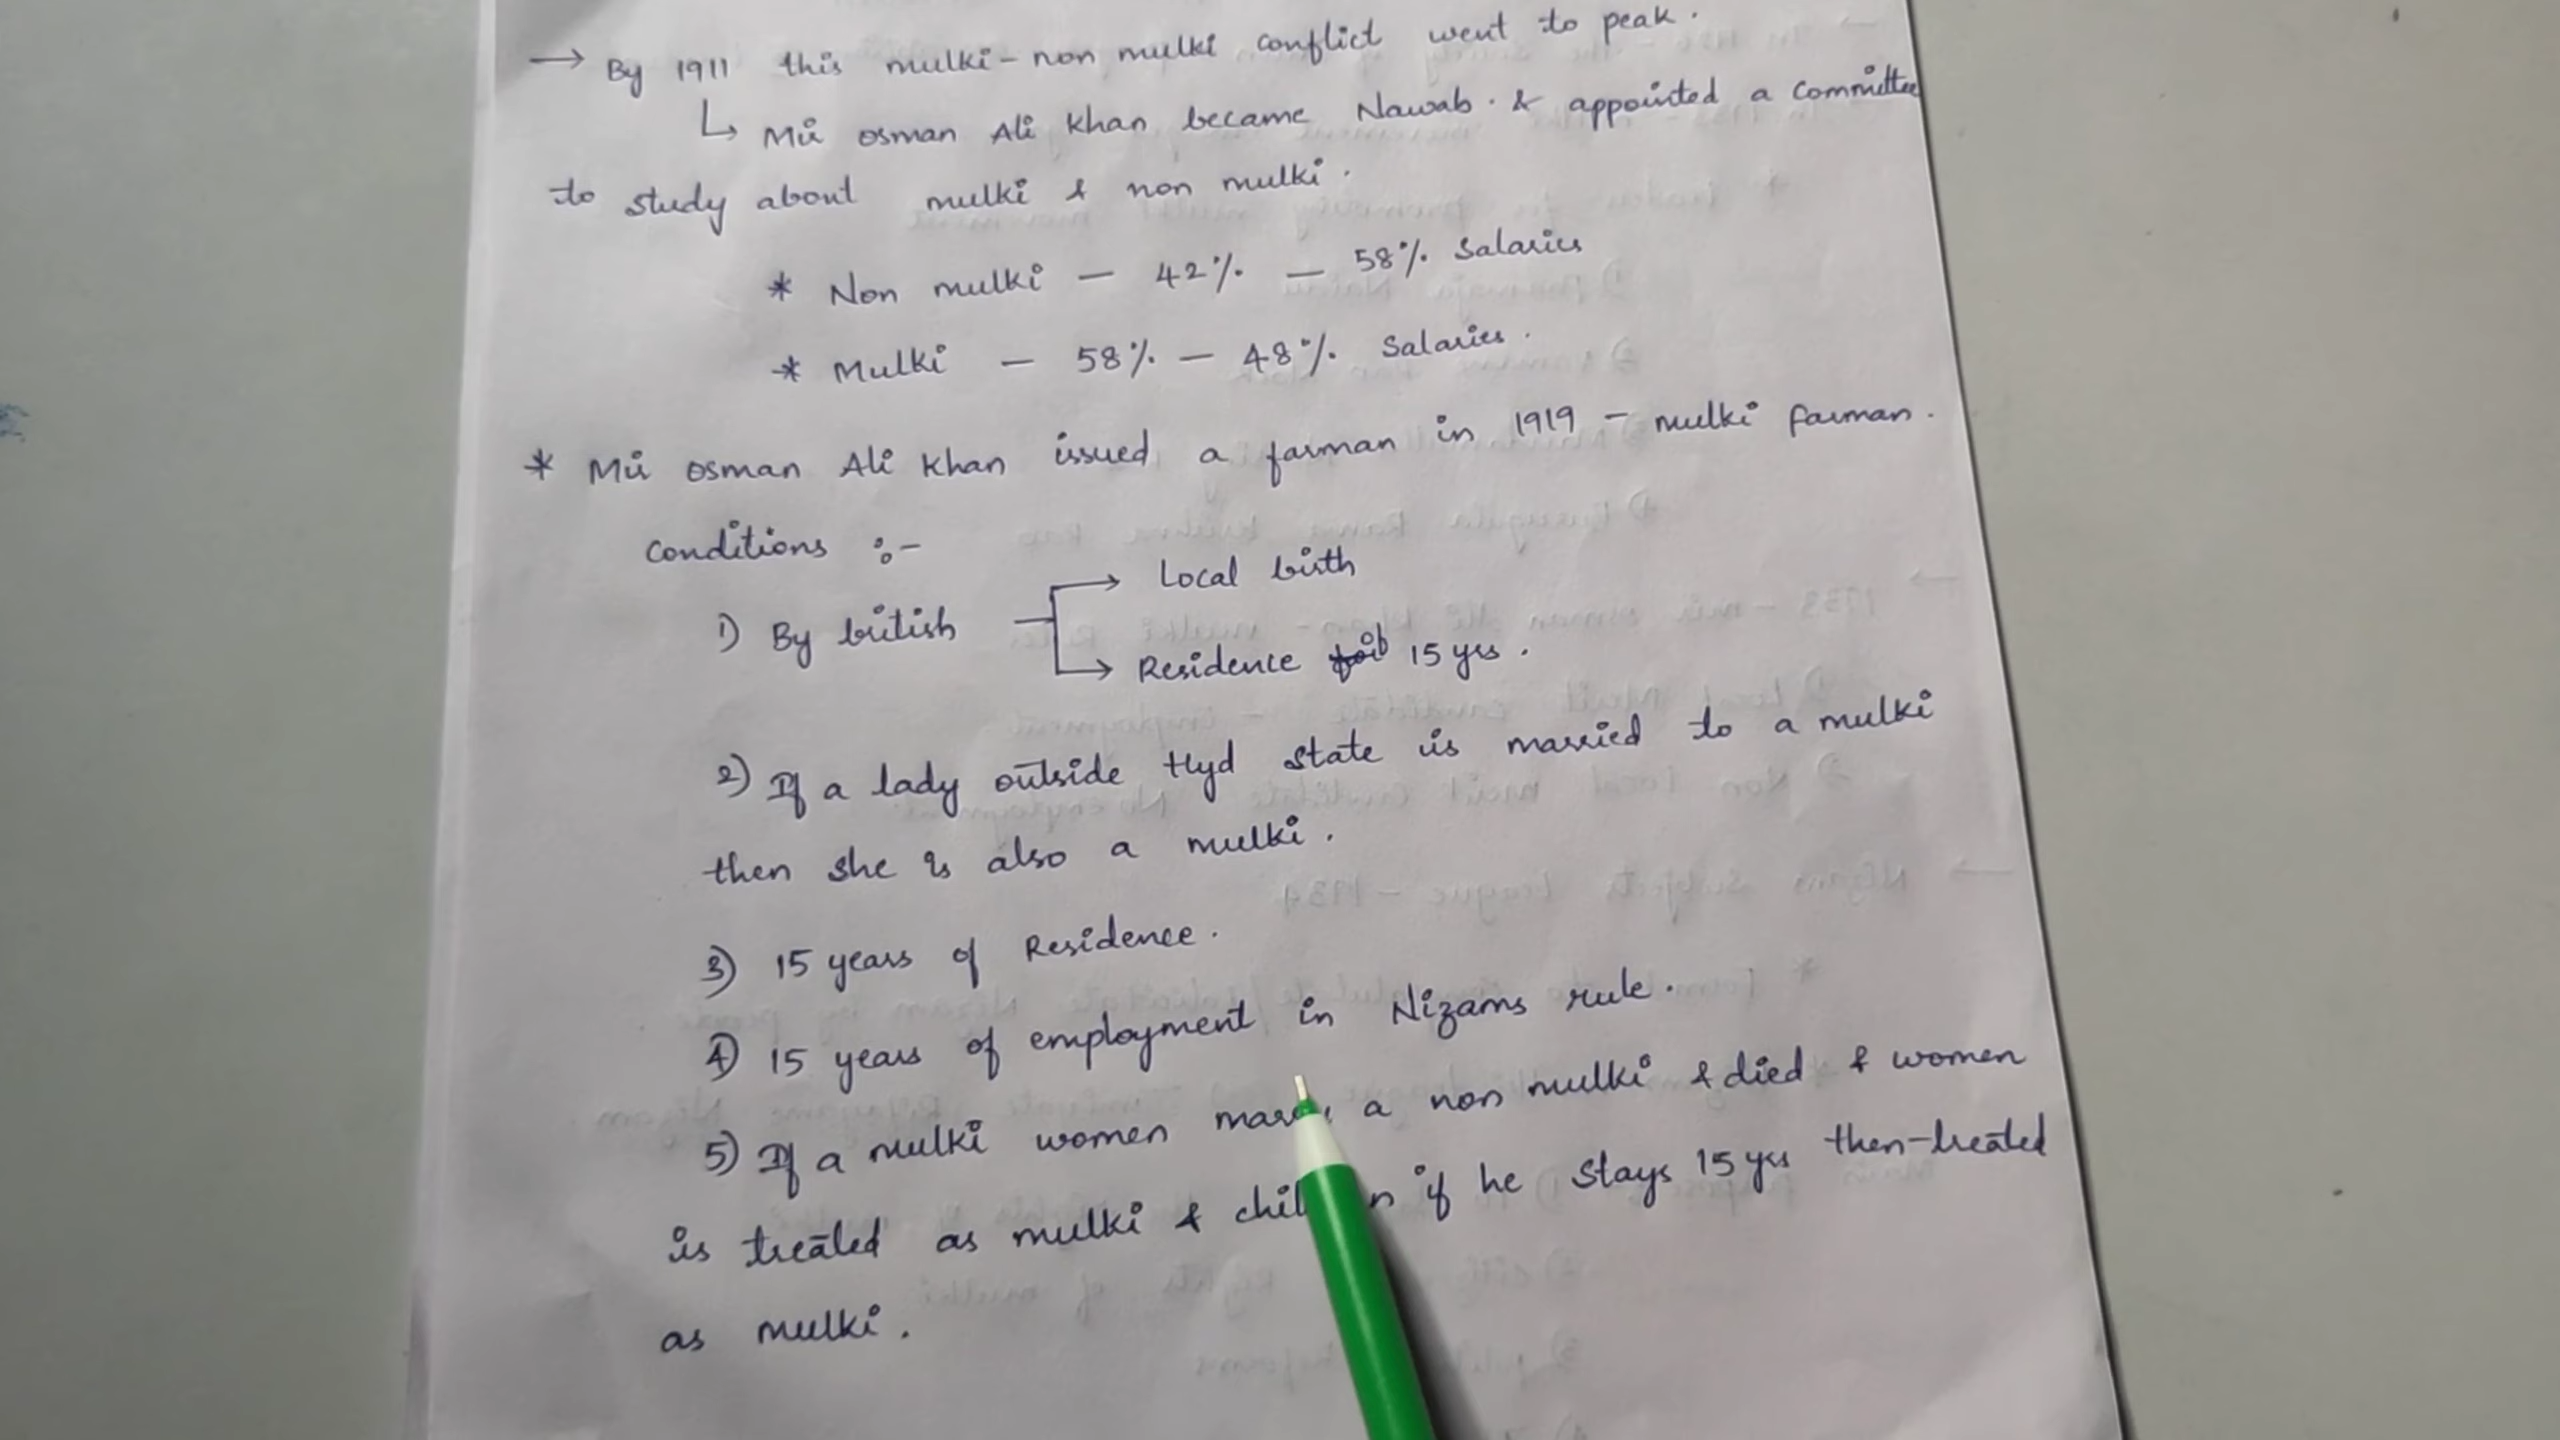 → By 1911 this mulki - non mulki conflict went to peak.
↳ Mir osman Ali khan became Nawab. & appointed a committee
to study about mulki & non mulki.
* Non mulki — 42% — 58% Salaries
* Mulki — 58% — 48% Salaries.
* Mir osman Ali khan issued a farman in 1919 - mulki farman.
Conditions :-
1) By british → Local birth
→ Residence 15 yrs.
2) If a lady outside Hyd state is married to a mulki
then she is also a mulki.
3) 15 years of Residence.
4) 15 years of employment in Nizams rule.
5) If a mulki women a non mulki & died & women
is treated as mulki & if he stays 15 yrs then-treated
as mulki.